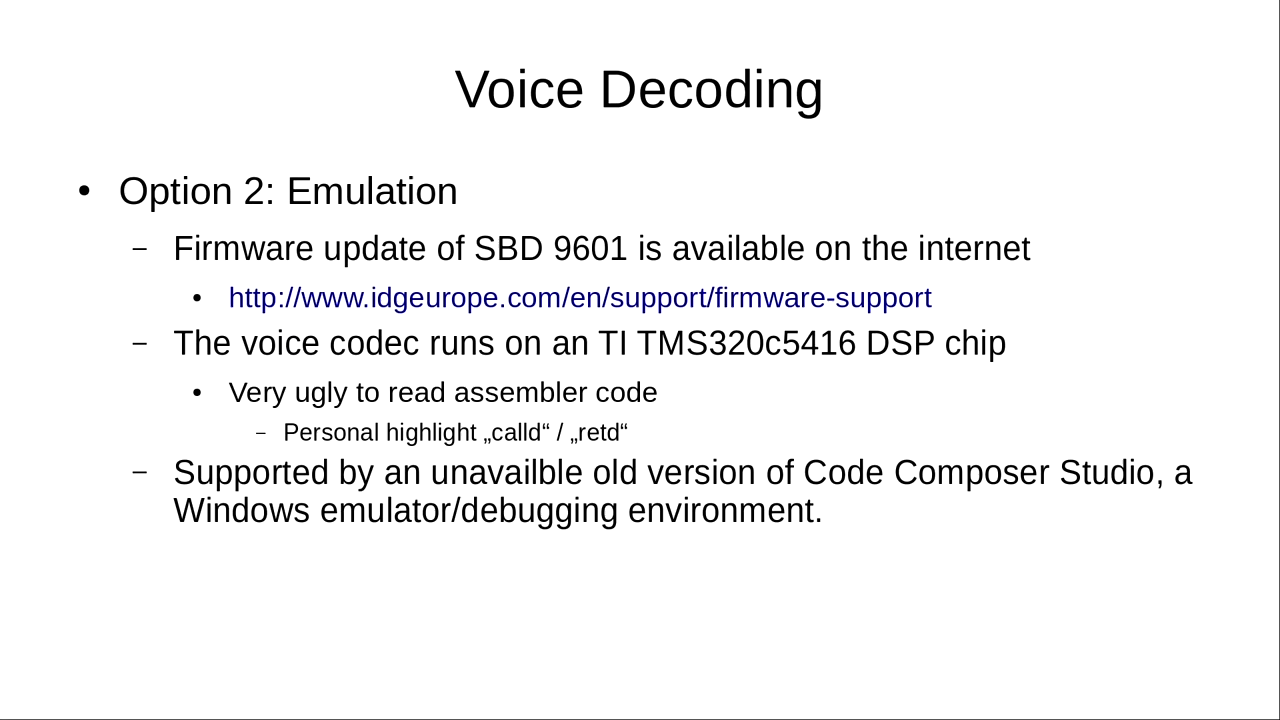 Voice Decoding
• Option 2: Emulation
– Firmware update of SBD 9601 is available on the internet
• http://www.idgeurope.com/en/support/firmware-support
– The voice codec runs on an TI TMS320c5416 DSP chip
• Very ugly to read assembler code
– Personal highlight „calld“ / „retd“
– Supported by an unavailble old version of Code Composer Studio, a
Windows emulator/debugging environment.